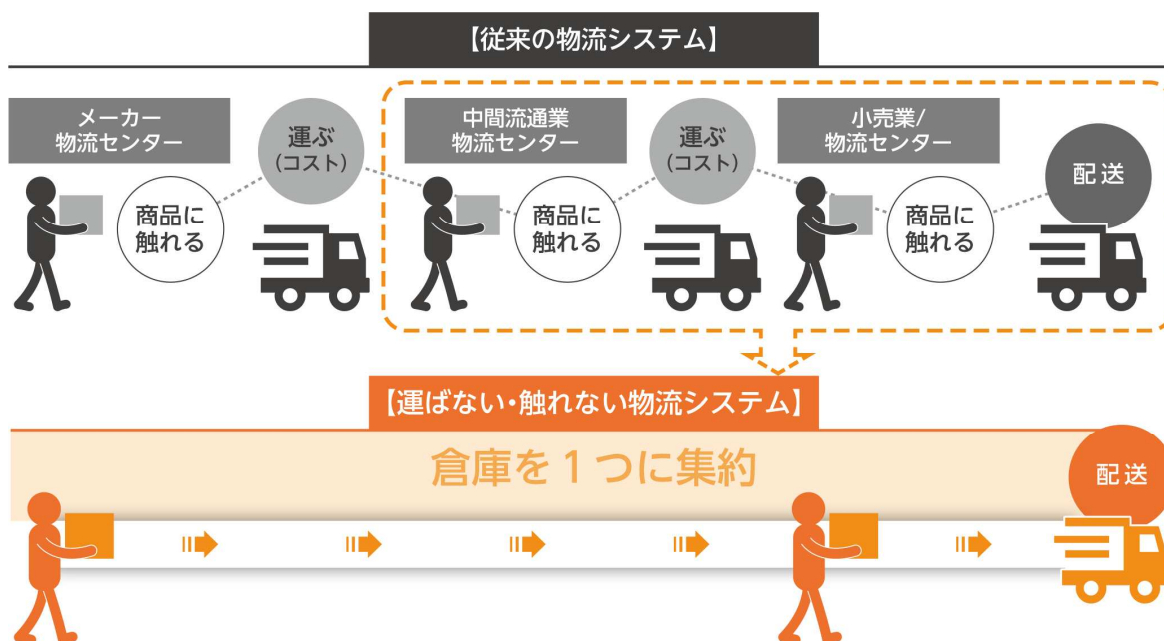 【従来の物流システム】
メーカー
物流センター
運ぶ
(コスト)
中間流通業
物流センター
運ぶ
(コスト)
小売業/
物流センター
配送
商品に
触れる
商品に
触れる
商品に
触れる
【運ばない・触れない物流システム】
倉庫を1つに集約
配送